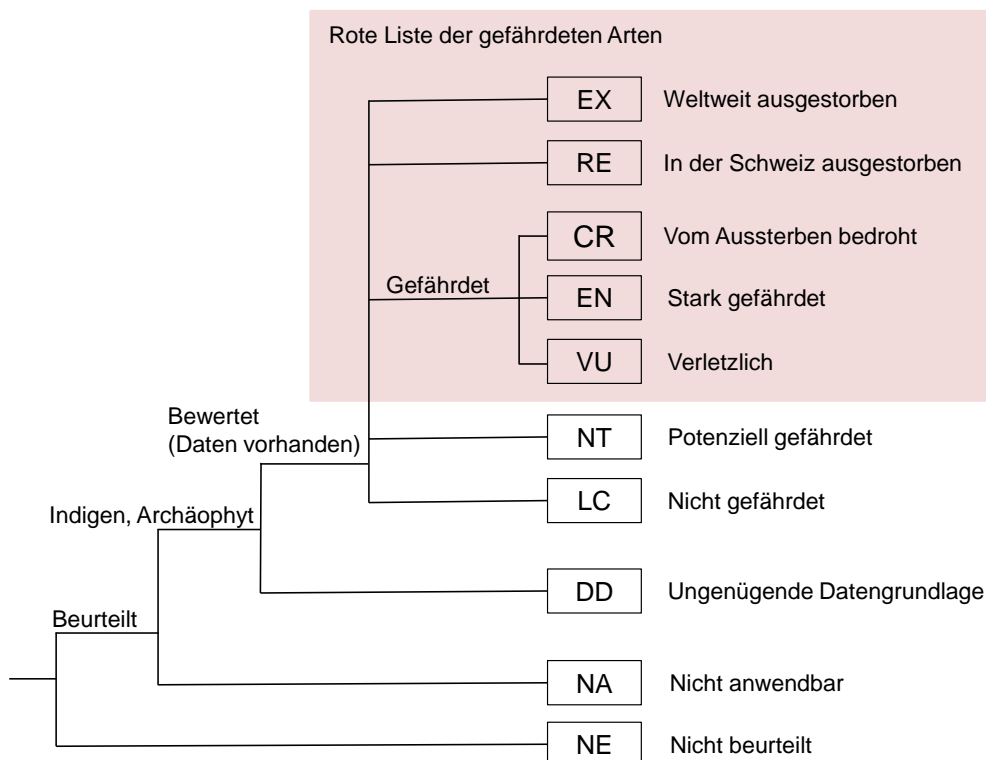 Rote Liste der gefährdeten Arten
EX Weltweit ausgestorben
RE In der Schweiz ausgestorben
CR Vom Aussterben bedroht
Gefährdet
EN Stark gefährdet
VU Verletzlich
Bewertet
(Daten vorhanden)
NT Potenziell gefährdet
LC Nicht gefährdet
Indigen, Archäophyt
DD Ungenügende Datengrundlage
Beurteilt
NA Nicht anwendbar
NE Nicht beurteilt